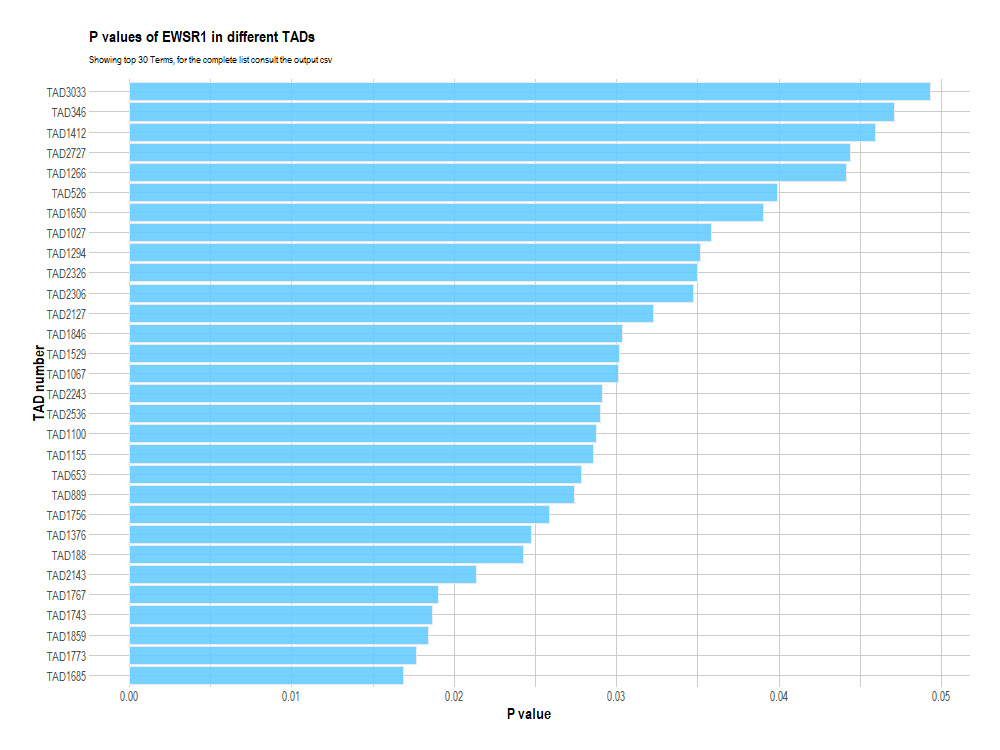 P values of EWSR1 in different TADs
Showing top 30 Terms, for the complete list consult the output csv
TAD3033
TAD346
TAD1412
TAD2727
TAD1266
TAD526
TAD1650
TAD1027
TAD1294
TAD2326
TAD2306
TAD2127
TAD1846
TAD1529
TAD1067
TAD2243
TAD2536
TAD1100
TAD1155
TAD653
TAD889
TAD1756
TAD1376
TAD188
TAD2143
TAD1767
TAD1743
TAD1859
TAD1773
TAD1685
TAD number
0.00 0.01 0.02 0.03 0.04 0.05
P value